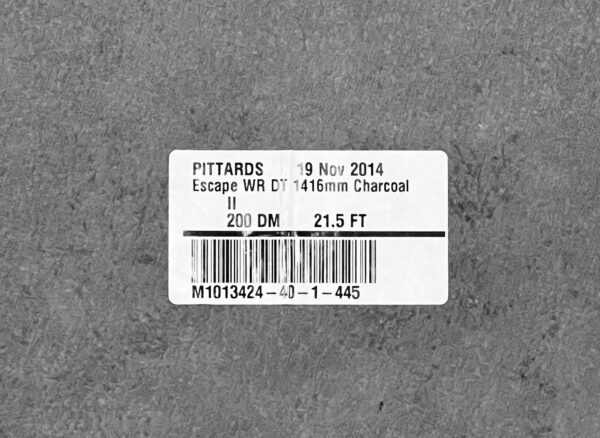 PITTARDS 19 Nov 2014
Escape WR DT 1416mm Charcoal
II
200 DM 21.5 FT
M1013424-40-1-445